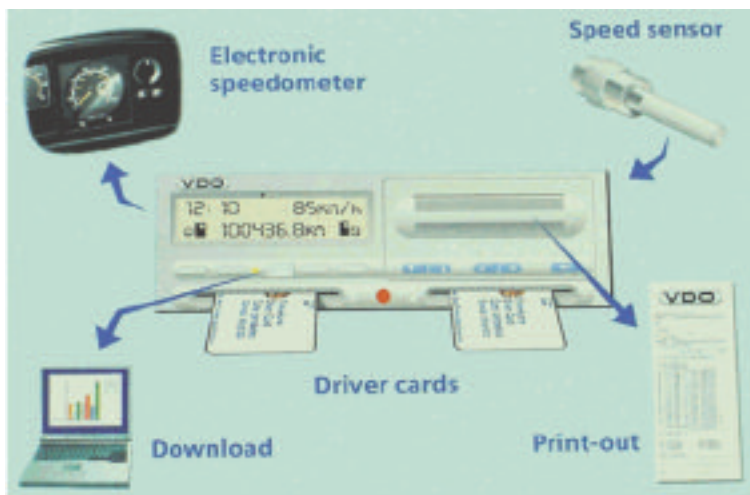 Electronic
speedometer
Speed sensor
VDO
12:10 85km/h
100436.8km
Driver cards
Download
Print-out
VDO